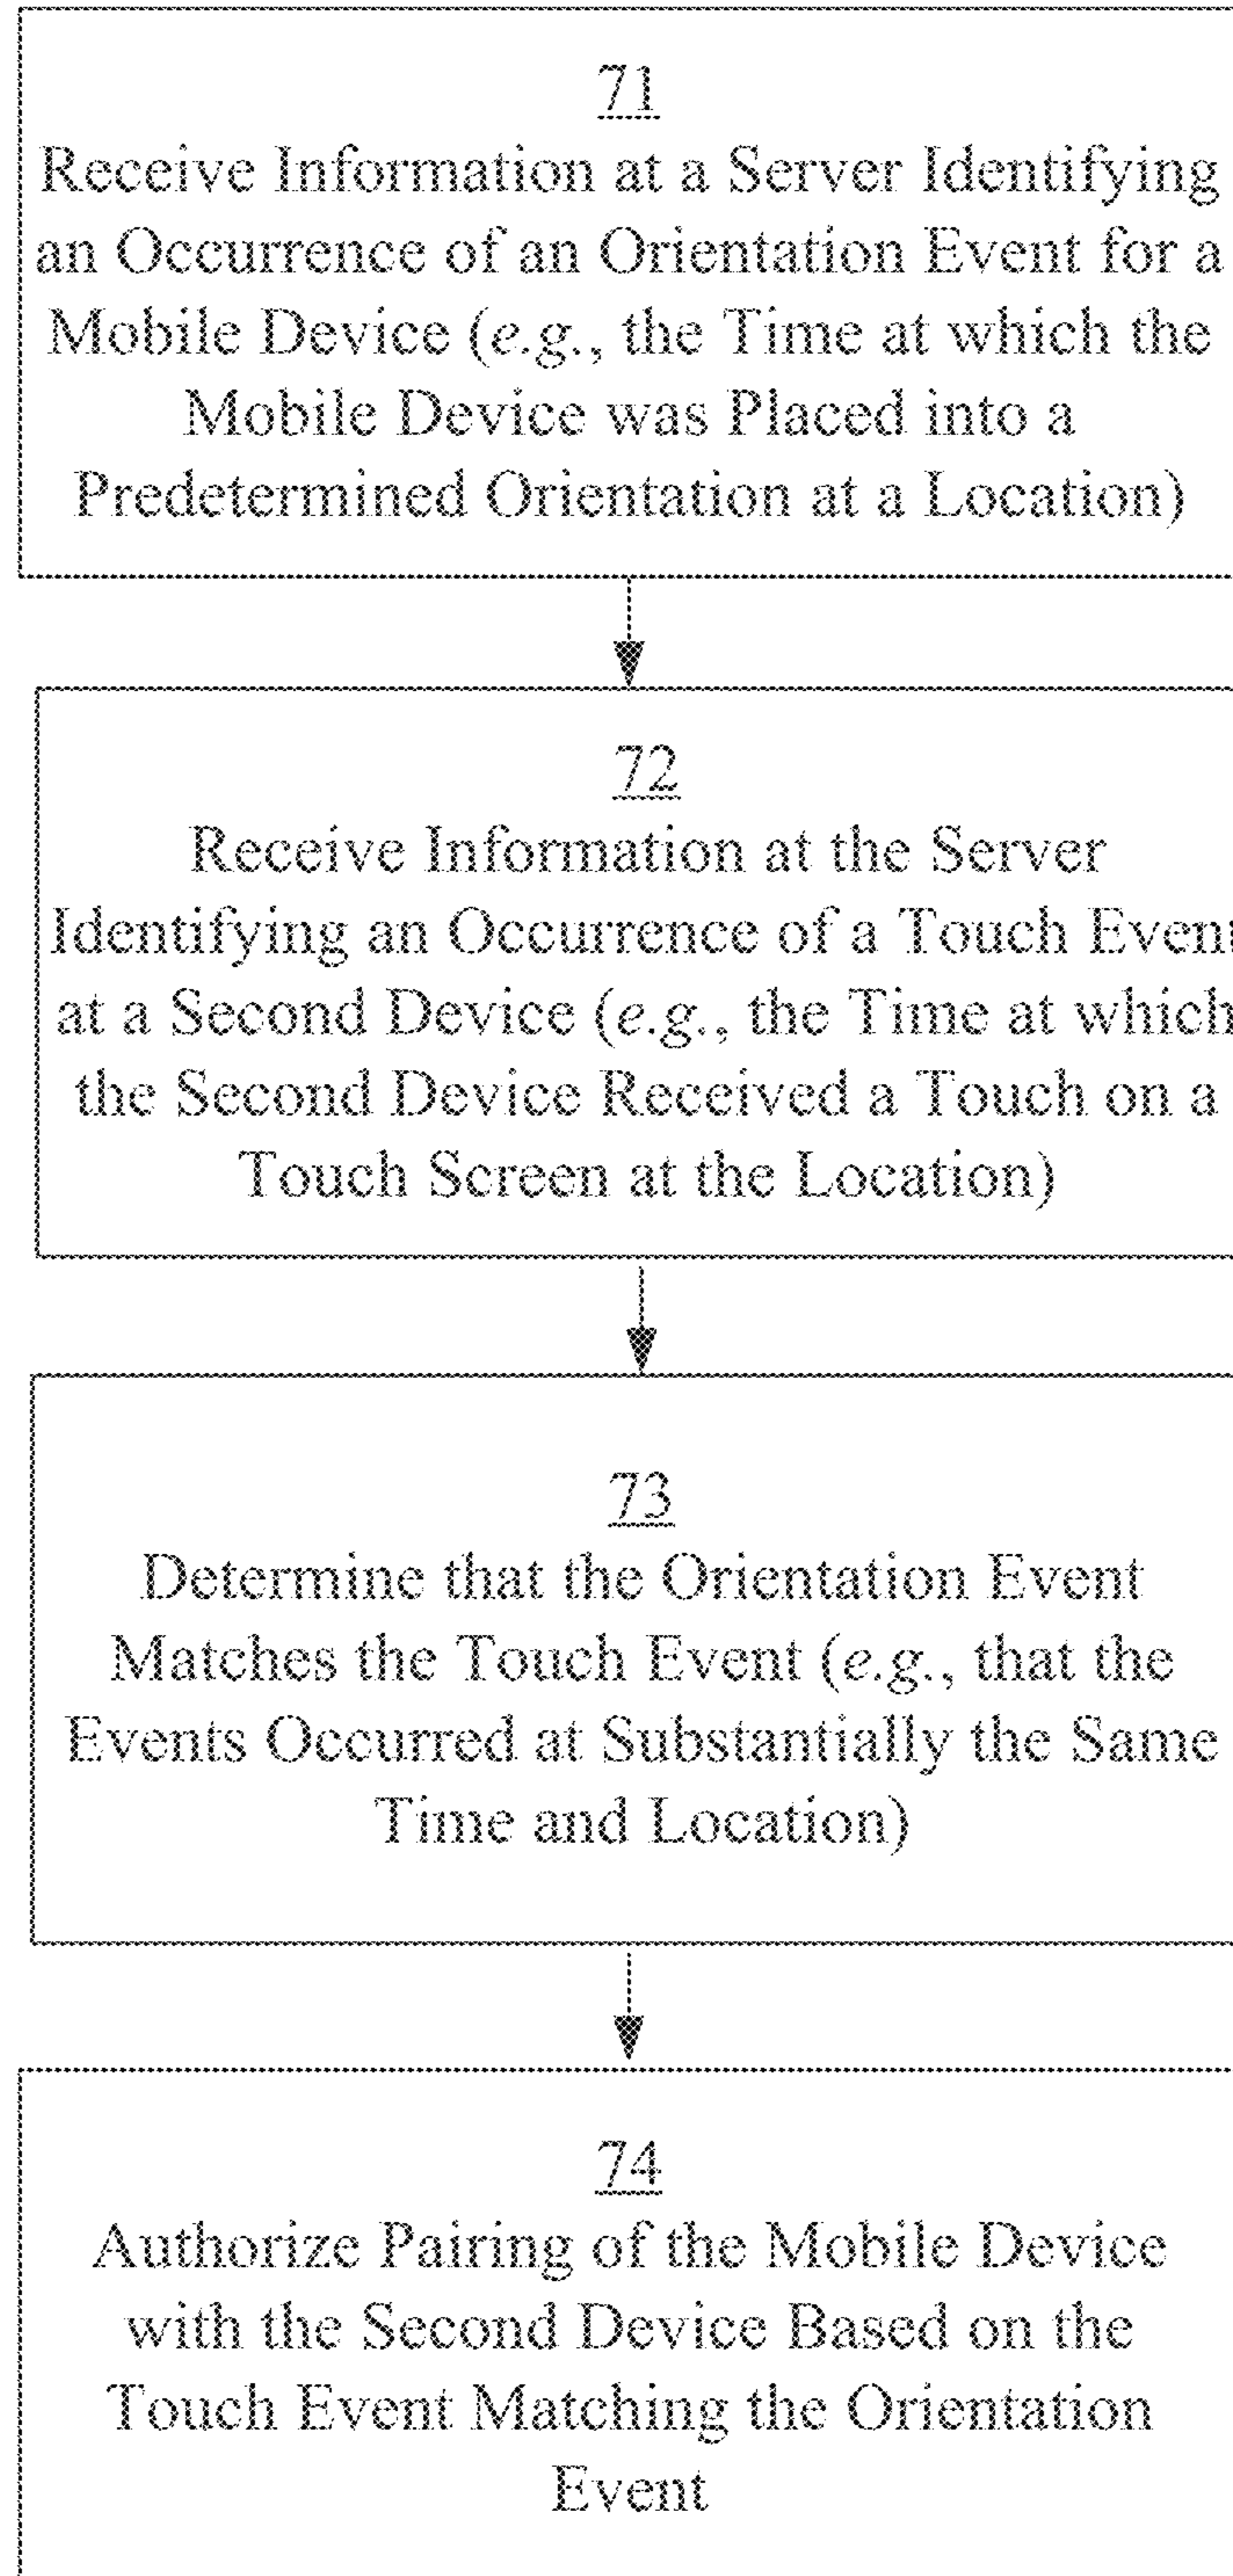 71
Receive Information at a Server Identifying
an Occurrence of an Orientation Event for a
Mobile Device (e.g., the Time at which the
Mobile Device was Placed into a
Predetermined Orientation at a Location)
72
Receive Information at the Server
Identifying an Occurrence of a Touch Event
at a Second Device (e.g., the Time at which
the Second Device Received a Touch on a
Touch Screen at the Location)
73
Determine that the Orientation Event
Matches the Touch Event (e.g., that the
Events Occurred at Substantially the Same
Time and Location)
74
Authorize Pairing of the Mobile Device
with the Second Device Based on the
Touch Event Matching the Orientation
Event